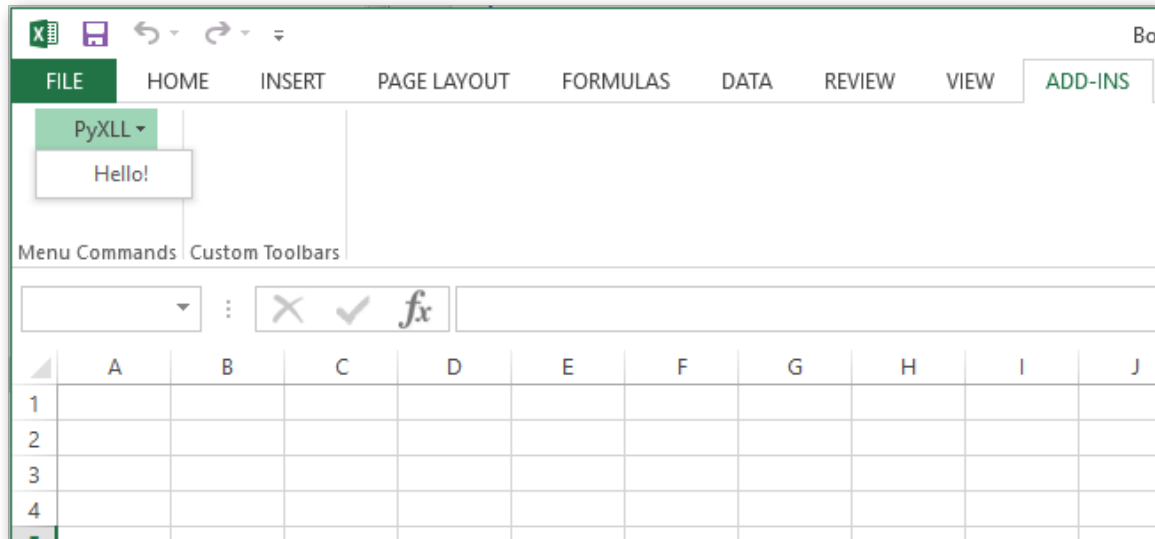 Bo
FILE HOME INSERT PAGE LAYOUT FORMULAS DATA REVIEW VIEW ADD-INS
PyXLL
Hello!
Menu Commands Custom Toolbars
fx
A B C D E F G H I J
1
2
3
4